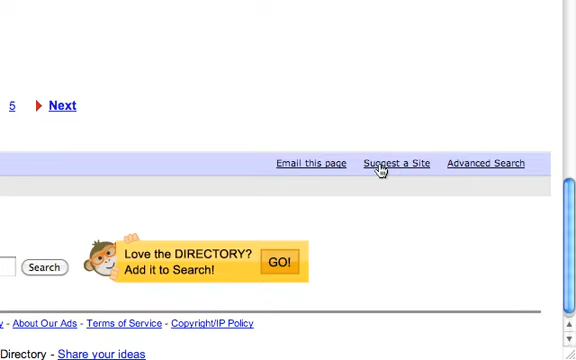 5 Next
Email this page Suggest a Site Advanced Search
Search
Love the DIRECTORY?
Add it to Search!
GO!
y - About Our Ads - Terms of Service - Copyright/IP Policy
Directory - Share your ideas